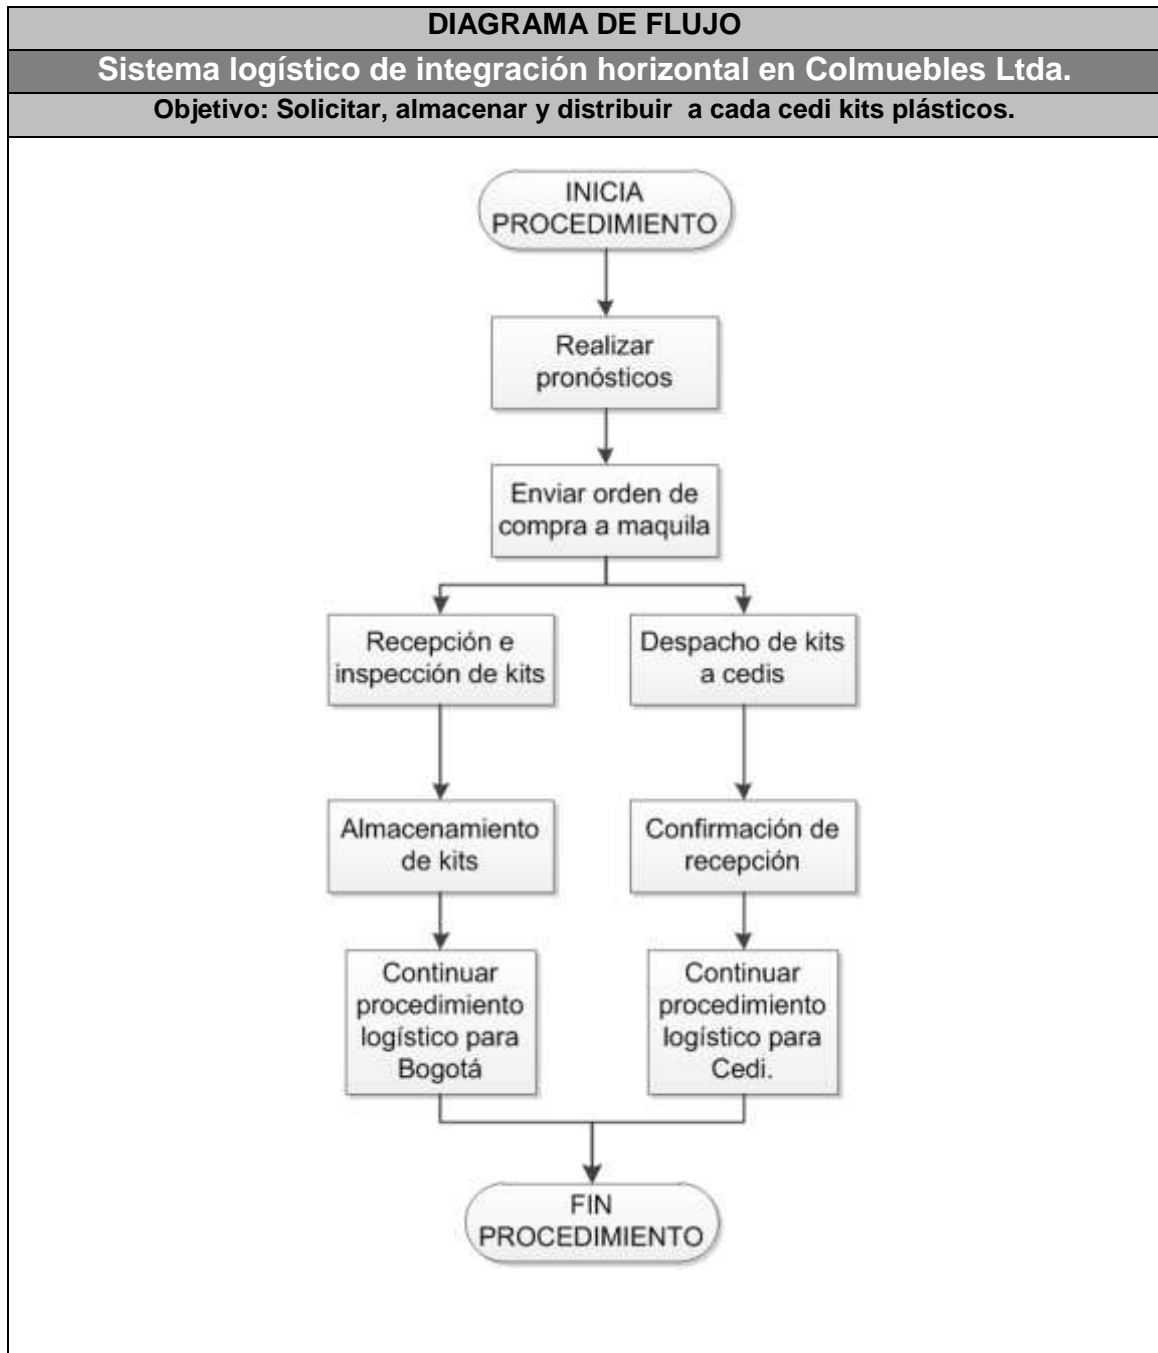 DIAGRAMA DE FLUJO
Sistema logístico de integración horizontal en Colmuebles Ltda.
Objetivo: Solicitar, almacenar y distribuir a cada cedi kits plásticos.
INICIA
PROCEDIMIENTO
Realizar
pronósticos
Enviar orden de
compra a maquila
Recepción e
inspección de kits
Despacho de kits
a cedis
Almacenamiento
de kits
Confirmación de
recepción
Continuar
procedimiento
logístico para
Bogotá
Continuar
procedimiento
logístico para
Cedi.
FIN
PROCEDIMIENTO